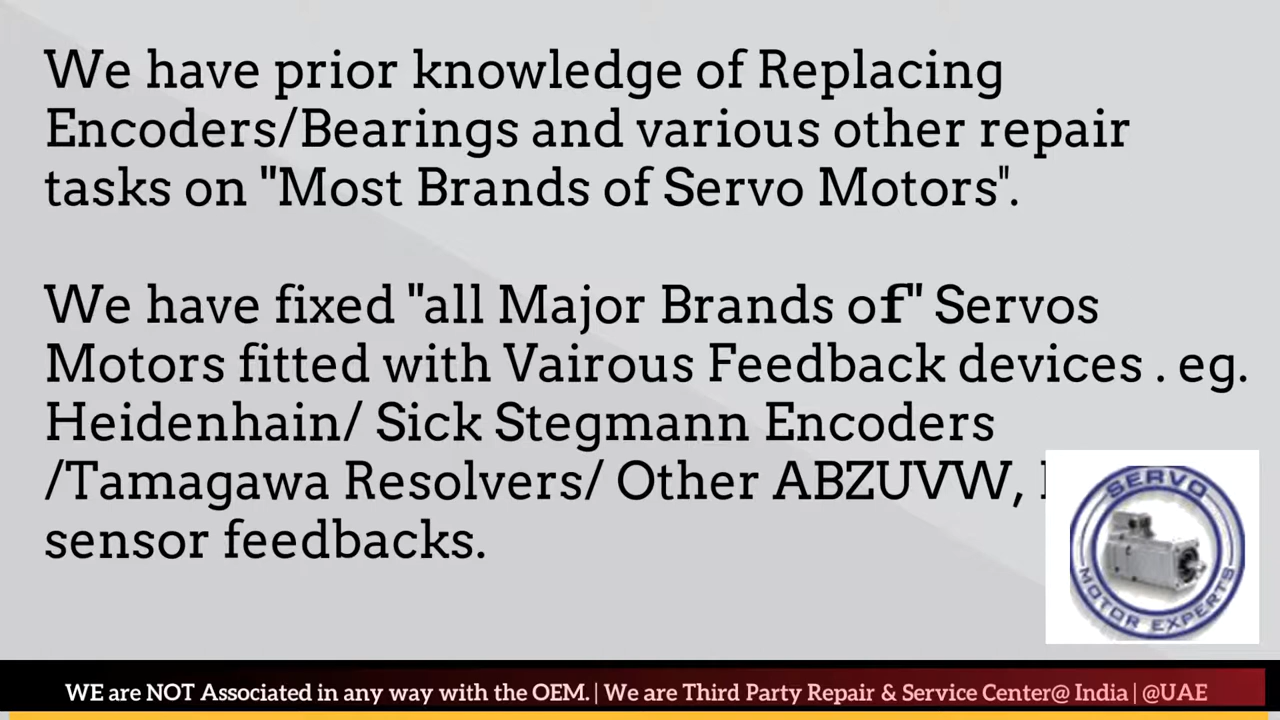 We have prior knowledge of Replacing
Encoders/Bearings and various other repair
tasks on "Most Brands of Servo Motors".
We have fixed "all Major Brands of" Servos
Motors fitted with Vairous Feedback devices . eg.
Heidenhain/ Sick Stegmann Encoders
/Tamagawa Resolvers/ Other ABZUVW,
sensor feedbacks.
SERVO
MOTOR EXPERTS
WE are NOT Associated in any way with the OEM. | We are Third Party Repair & Service Center@ India | @UAE